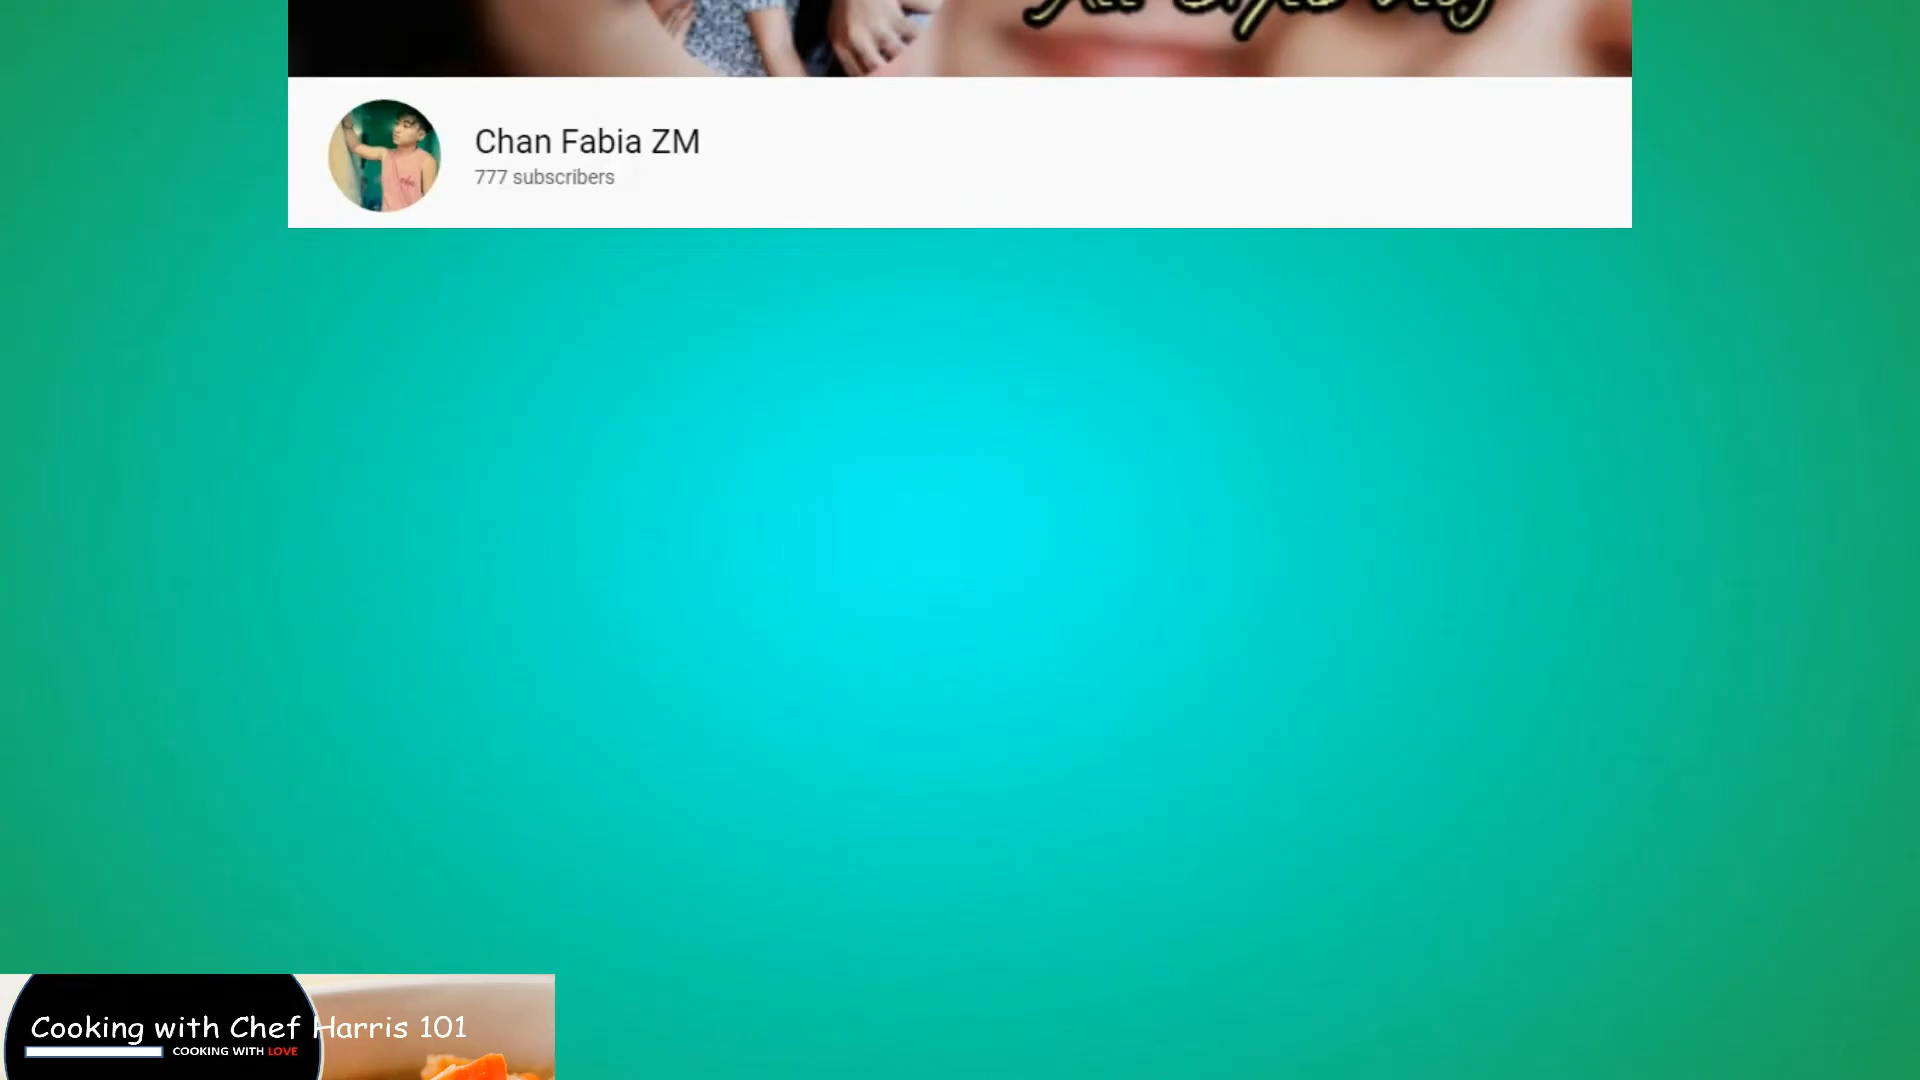 Chan Fabia ZM
777 subscribers
Cooking with Chef Harris 101
COOKING WITH LOVE